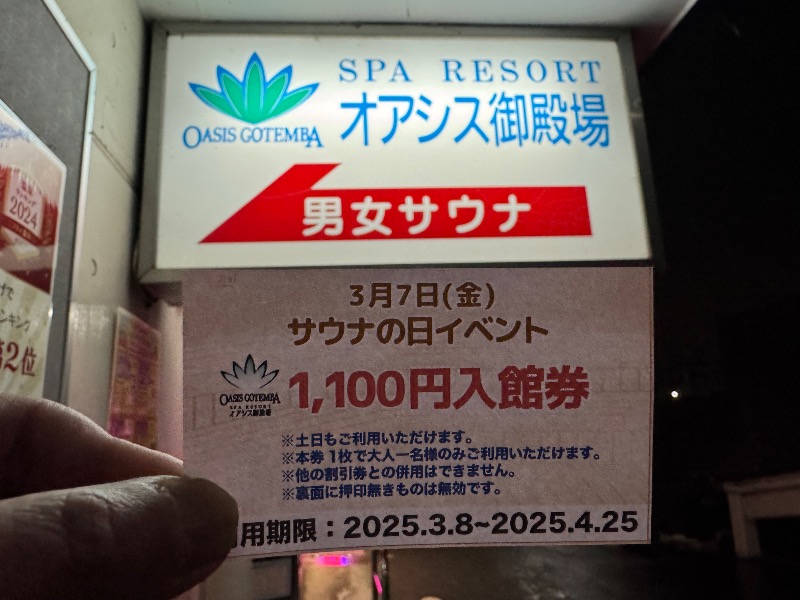 SPA RESORT
OASIS GOTEMBA
オアシス御殿場
男女サウナ
2024
第2位
3月7日(金)
サウナの日イベント
OASIS GOTEMBA
SPA RESORT
オアシス御殿場
1,100円入館券
※土日もご利用いただけます。
※本券1枚で大人一名様のみご利用いただけます。
※他の割引券との併用はできません。
※裏面に押印無きものは無効です。
用期限：2025.3.8~2025.4.25